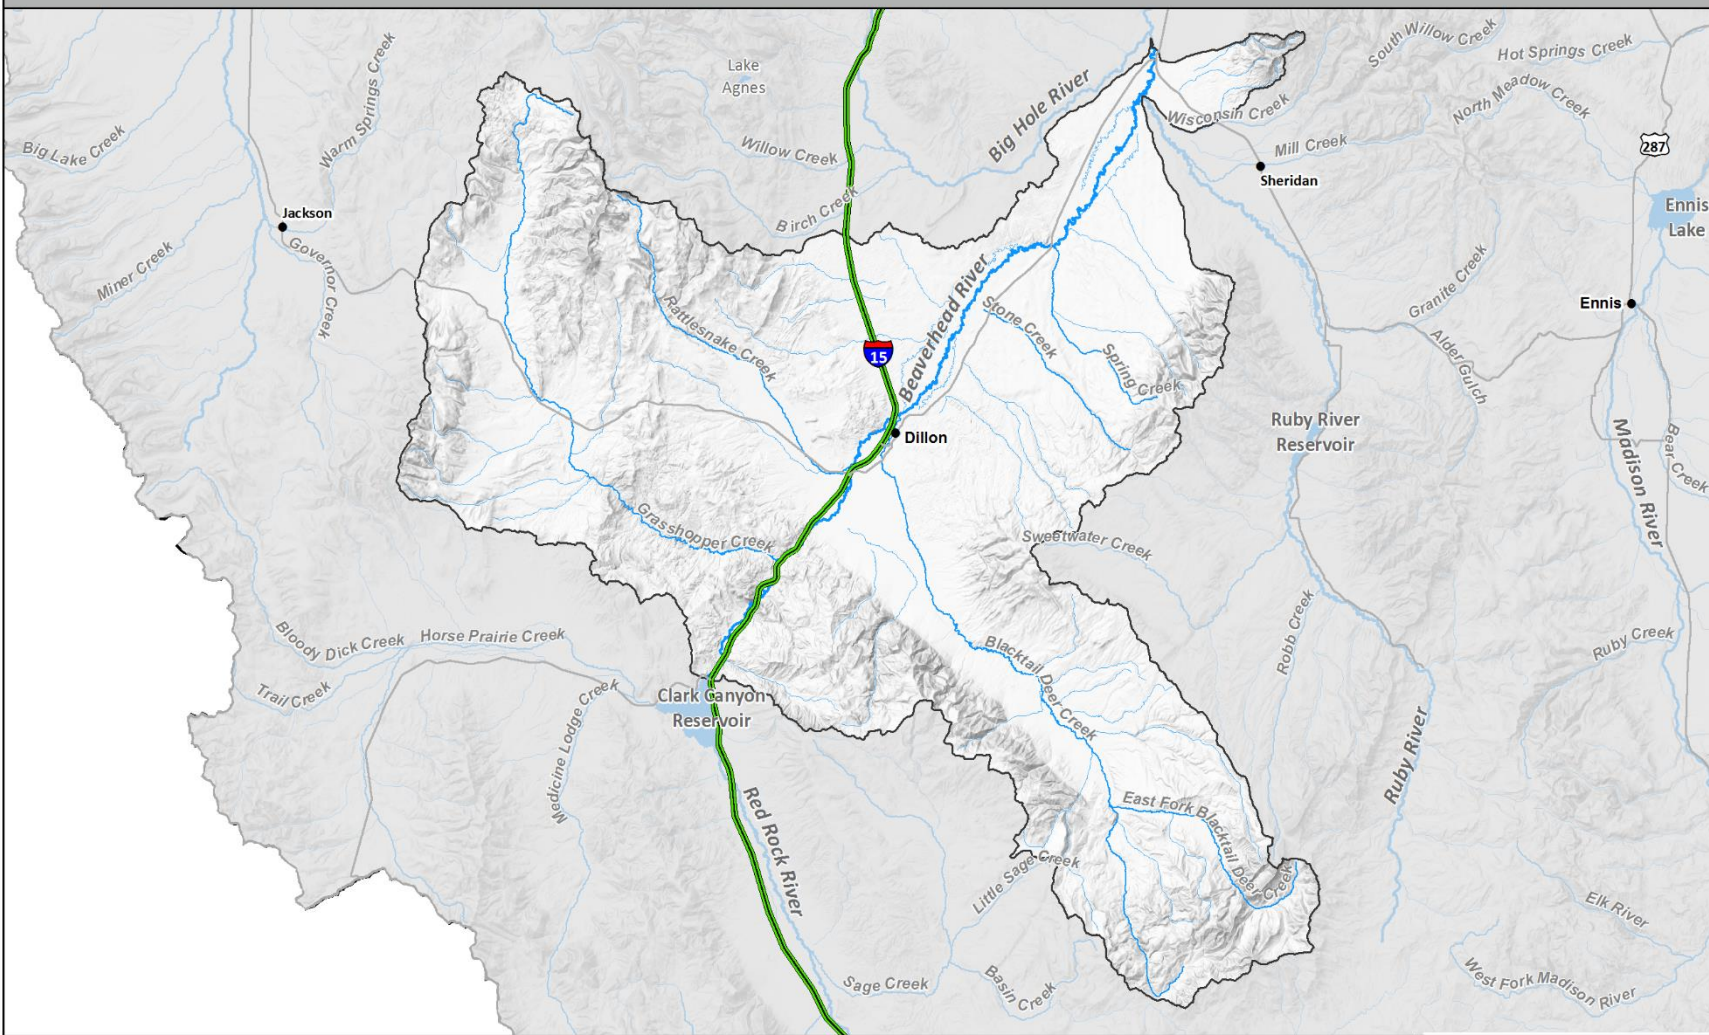 South Willow Creek
Hot Springs Creek
Lake
Agnes
Big Hole River
North Meadow Creek
Wisconsin Creek
Warm Springs Creek
Big Lake Creek
Willow Creek
Mill Creek
287
Sheridan
Birch Creek
Jackson
Ennis
Lake
Governor Creek
Miner Creek
Beaverhead River
Granite Creek
Ennis
Rattlesnake Creek
Stone Creek
15
Spring Creek
Alder Gulch
Ruby River
Reservoir
Dillon
Madison River
Bear Creek
Grasshopper Creek
Sweetwater Creek
Bloody Dick Creek
Horse Prairie Creek
Robb Creek
Ruby Creek
Blacktail Deer Creek
Trail Creek
Clark Canyon
Reservoir
Medicine Lodge Creek
Ruby River
Red Rock River
East Fork Blacktail Deer Creek
Little Sage Creek
Elk River
Sage Creek
Basin Creek
West Fork Madison River